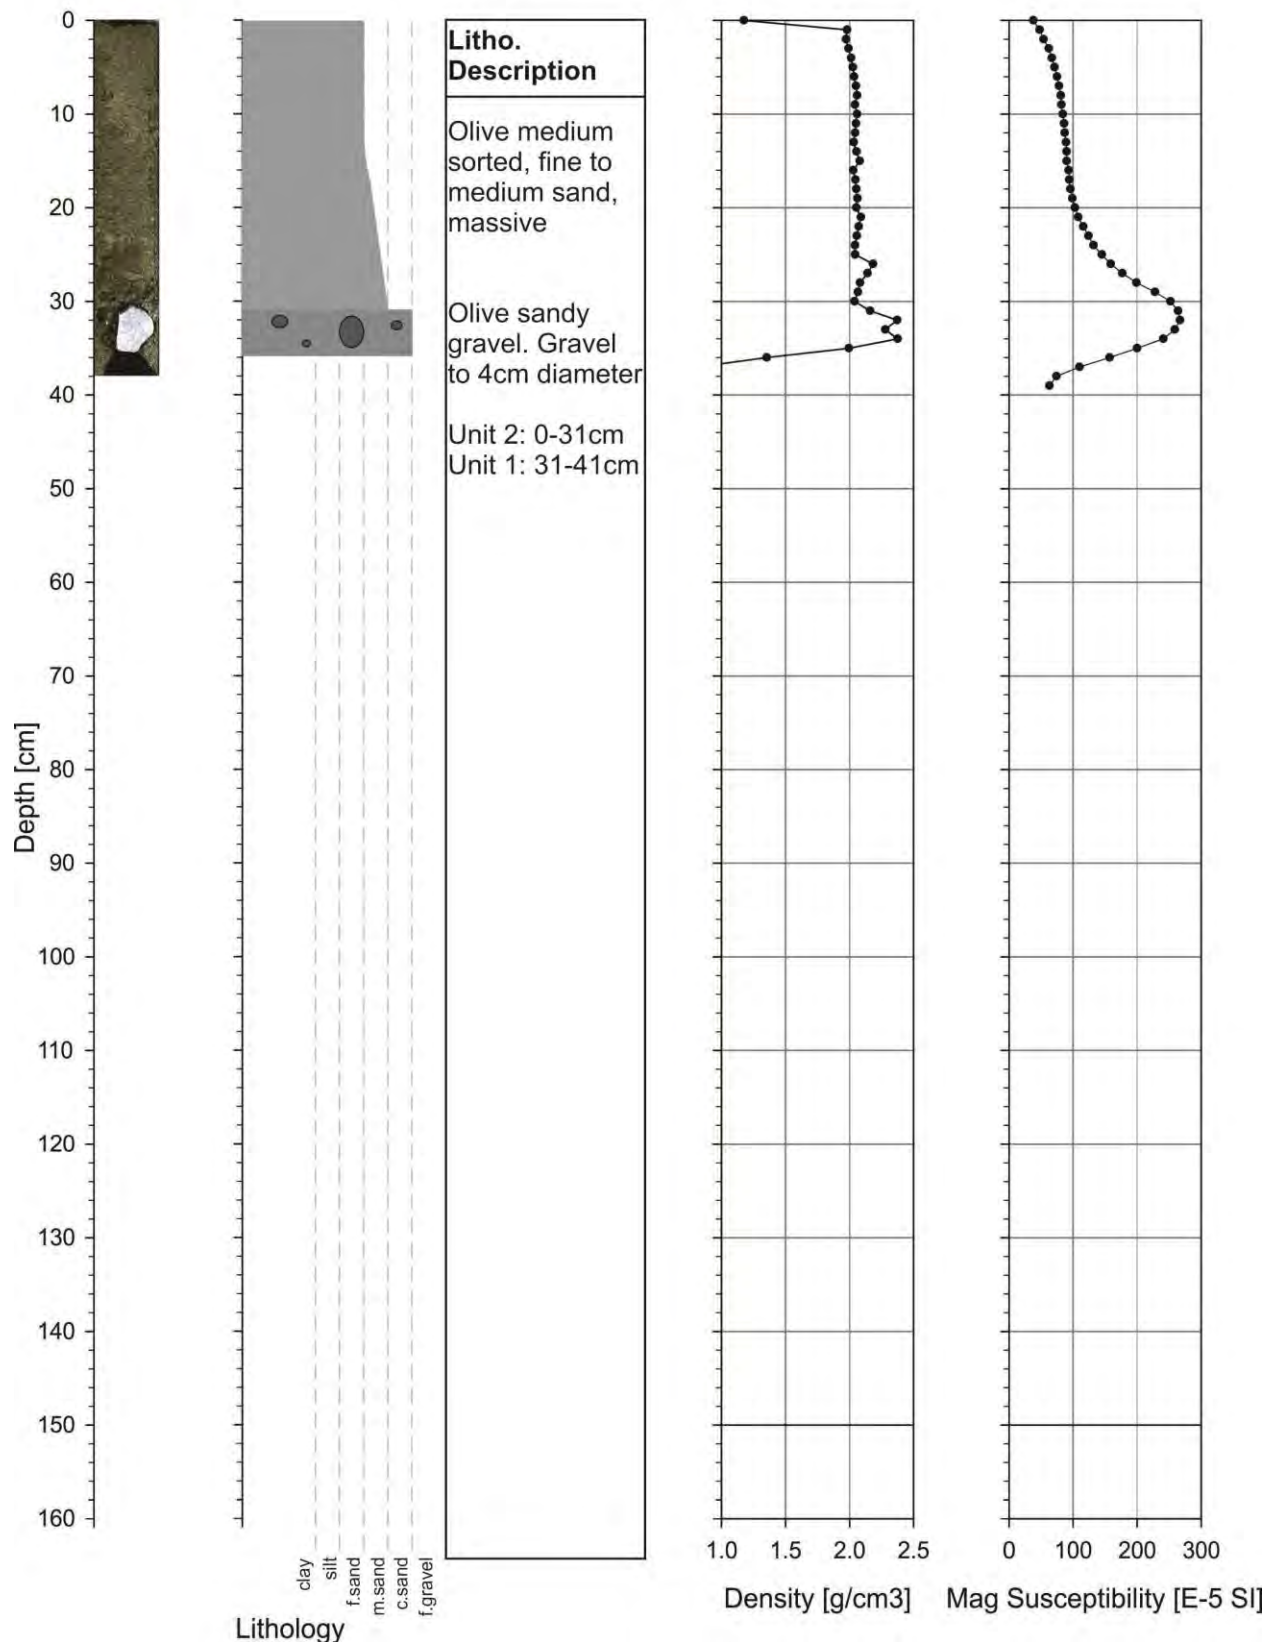 Depth [cm]
0
10
20
30
40
50
60
70
80
90
100
110
120
130
140
150
160
clay
silt
f.sand
m.sand
c.sand
f.gravel
Lithology
Litho.
Description
Olive medium
sorted, fine to
medium sand,
massive
Olive sandy
gravel. Gravel
to 4cm diameter
Unit 2: 0-31cm
Unit 1: 31-41cm
1.0 1.5 2.0 2.5
Density [g/cm3]
0 100 200 300
Mag Susceptibility [E-5 SI]